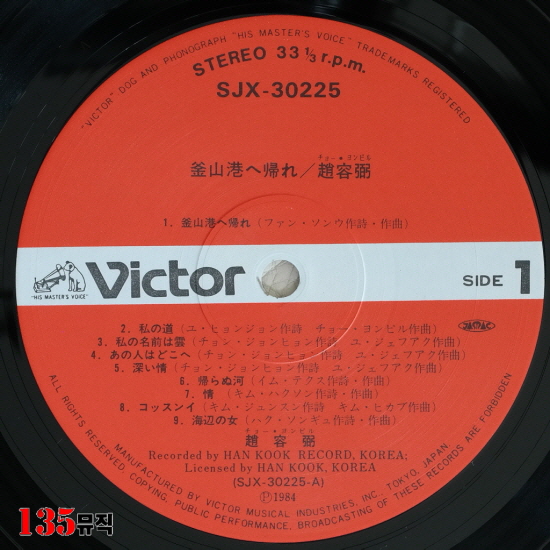 "VICTOR" DOG AND PHONOGRAPH "HIS MASTER'S VOICE" TRADEMARKS REGISTERED
STEREO 33 1/3 r.p.m.
SJX-30225
チョー・ヨンピル
釜山港へ帰れ／趙容弼
1. 釜山港へ帰れ（ファン・ソンウ作詩・作曲）
"HIS MASTER'S VOICE"
Victor
SIDE 1
2. 私の道（ユ・ヒョンジョン作詩 チョー・ヨンピル作曲）
3. 私の名前は雲（チョン・ジョンヒョン作詩 ユ・ジェフアク作曲）
4. あの人はどこへ（チョン・ジョンヒョン作詩 ユ・ジェフアク作曲）
5. 深い情（チョン・ジョンヒョン作詩 ユ・ジェフアク作曲）
6. 帰らぬ河（イム・テクス作詩・作曲）
7. 情（キム・ハクソン作詩・作曲）
8. コッスンイ（キム・ジュンスン作詩 キム・ヒカプ作曲）
9. 海辺の女（ハク・ソンギュ作詩・作曲）
チョー・ヨンピル
趙容弼
Recorded by HAN KOOK RECORD, KOREA;
Licensed by HAN KOOK, KOREA
(SJX-30225-A)
Ⓟ1984
JASRAC
MANUFACTURED BY VICTOR MUSICAL INDUSTRIES, INC. TOKYO, JAPAN
ALL RIGHTS RESERVED. COPYING, PUBLIC PERFORMANCE, BROADCASTING OF THESE RECORDS ARE FORBIDDEN
135뮤직